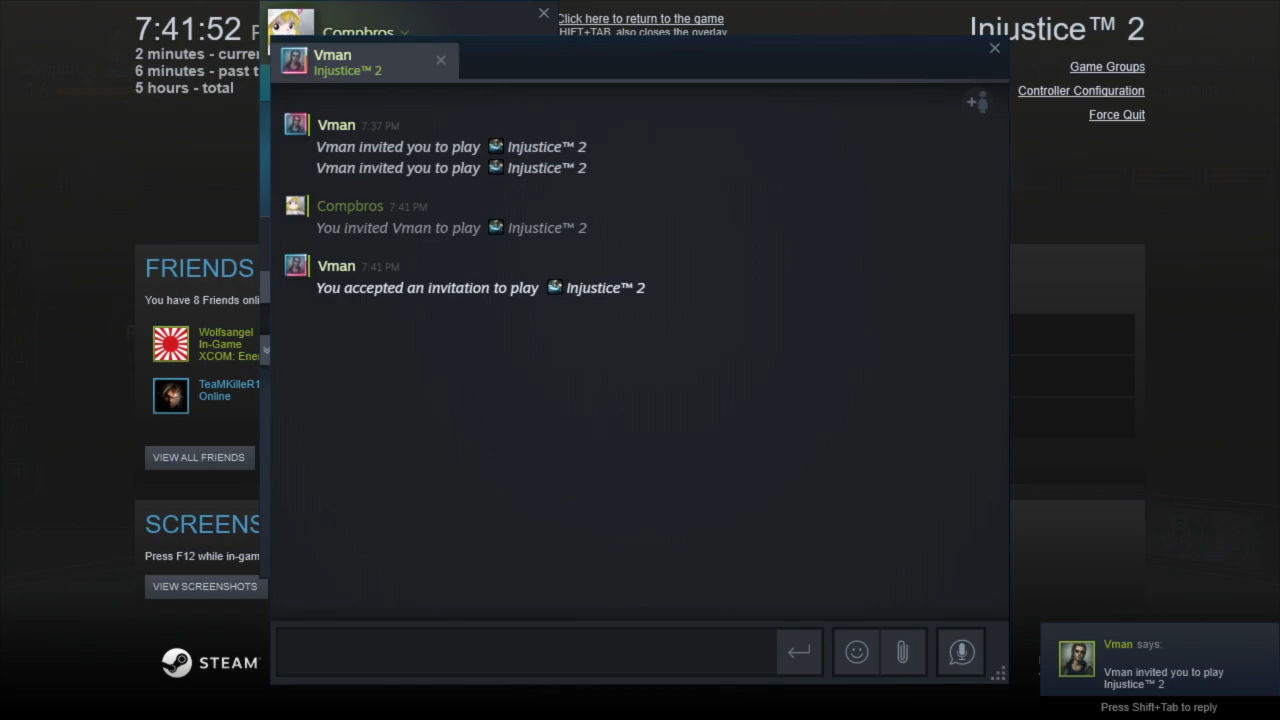 7:41:52
2 minutes - curre
6 minutes - past t
5 hours - total
Compbros
Click here to return to the game
HIFT+TAB also closes the overlay
Injustice™ 2
Game Groups
Controller Configuration
Force Quit
Vman
Injustice™ 2
Vman 7:37 PM
Vman invited you to play Injustice™ 2
Vman invited you to play Injustice™ 2
Compbros 7:41 PM
You invited Vman to play Injustice™ 2
Vman 7:41 PM
You accepted an invitation to play Injustice™ 2
FRIENDS
You have 8 Friends onli
Wolfsangel
In-Game
XCOM: Ene
TeaMKilleR1
Online
VIEW ALL FRIENDS
SCREENS
Press F12 while in-gam
VIEW SCREENSHOTS
STEAM
Vman says:
Vman invited you to play
Injustice™ 2
Press Shift+Tab to reply